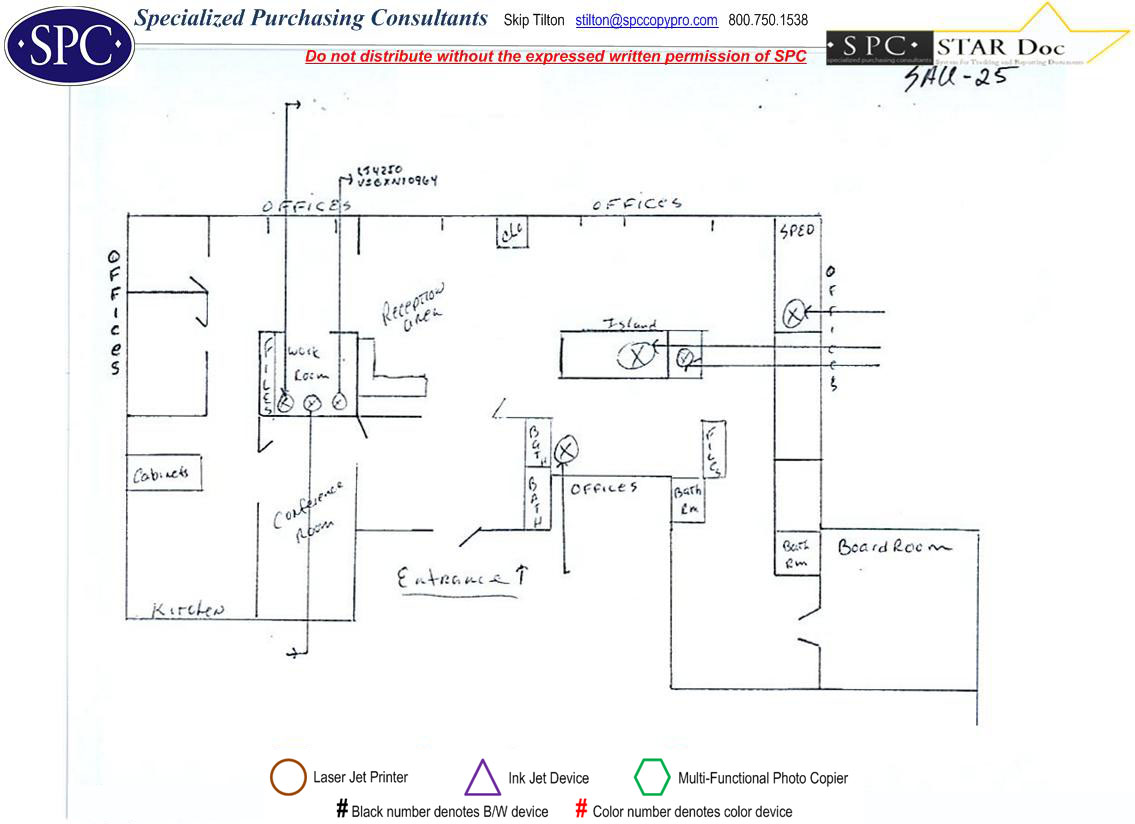 Specialized Purchasing Consultants Skip Tilton stilton@spccopypro.com 800.750.1538
·SPC·
Do not distribute without the expressed written permission of SPC
·SPC· STAR Doc
specialized purchasing consultants System for Tracking and Reporting Documents
SAU-25
LJ4250
OFFICES
OFFICES
OFFICES
SPED
OFFICES
RECEPTION
AREA
Island
FILES
WORK
Room
Cabinets
BATH
BATH
FILES
OFFICES
Bath
Rm
Conference
Room
Bath
Rm
Board Room
Entrance ↑
Kitchen
Laser Jet Printer
Ink Jet Device
Multi-Functional Photo Copier
# Black number denotes B/W device
# Color number denotes color device